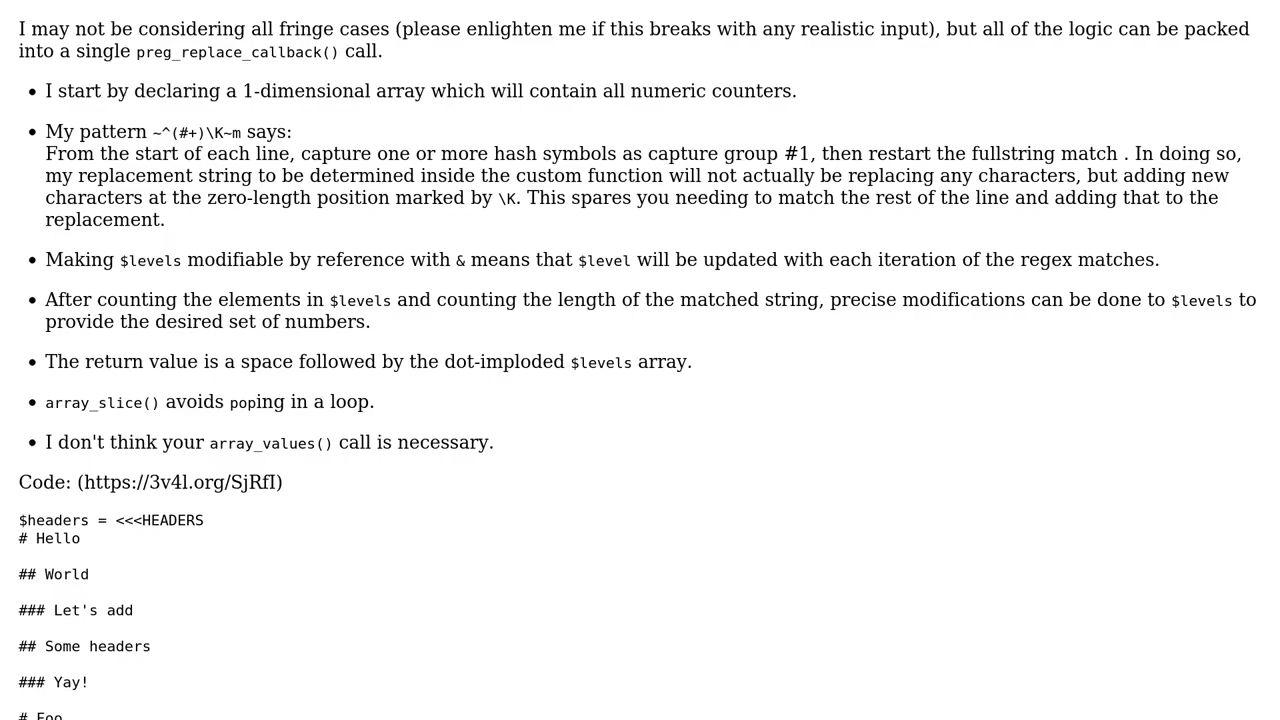 I may not be considering all fringe cases (please enlighten me if this breaks with any realistic input), but all of the logic can be packed
into a single preg_replace_callback() call.
• I start by declaring a 1-dimensional array which will contain all numeric counters.
• My pattern ~^(#+)\K~m says:
From the start of each line, capture one or more hash symbols as capture group #1, then restart the fullstring match . In doing so,
my replacement string to be determined inside the custom function will not actually be replacing any characters, but adding new
characters at the zero-length position marked by \K. This spares you needing to match the rest of the line and adding that to the
replacement.
• Making $levels modifiable by reference with & means that $level will be updated with each iteration of the regex matches.
• After counting the elements in $levels and counting the length of the matched string, precise modifications can be done to $levels to
provide the desired set of numbers.
• The return value is a space followed by the dot-imploded $levels array.
• array_slice() avoids poping in a loop.
• I don't think your array_values() call is necessary.
Code: (https://3v4l.org/SjRfI)
$headers = <<<HEADERS
# Hello
## World
### Let's add
## Some headers
### Yay!
# Foo